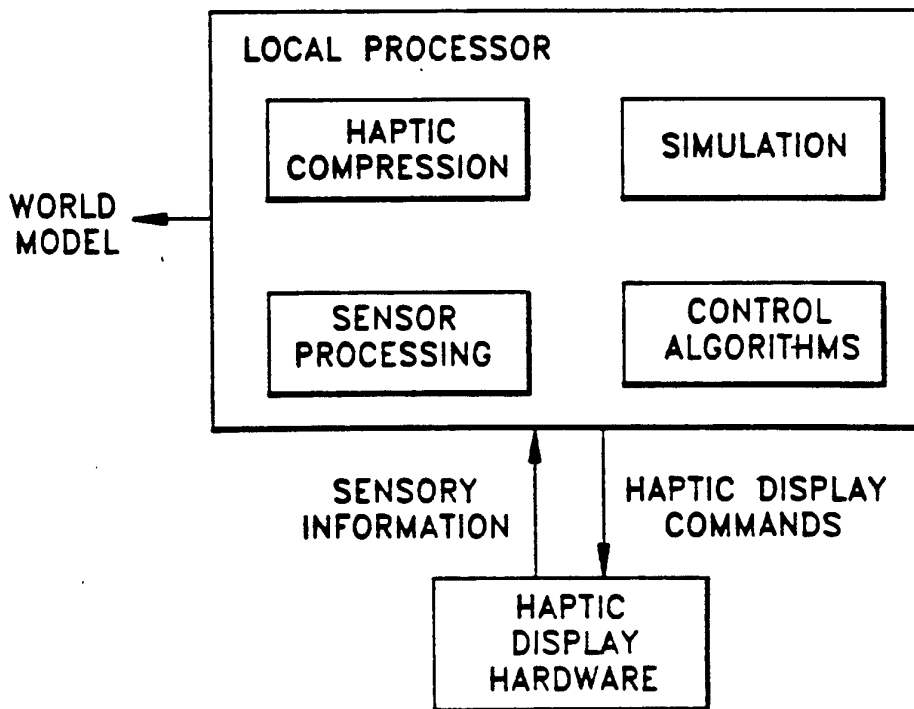 LOCAL PROCESSOR
HAPTIC
COMPRESSION
SIMULATION
WORLD
MODEL
SENSOR
PROCESSING
CONTROL
ALGORITHMS
SENSORY
INFORMATION
HAPTIC DISPLAY
COMMANDS
HAPTIC
DISPLAY
HARDWARE